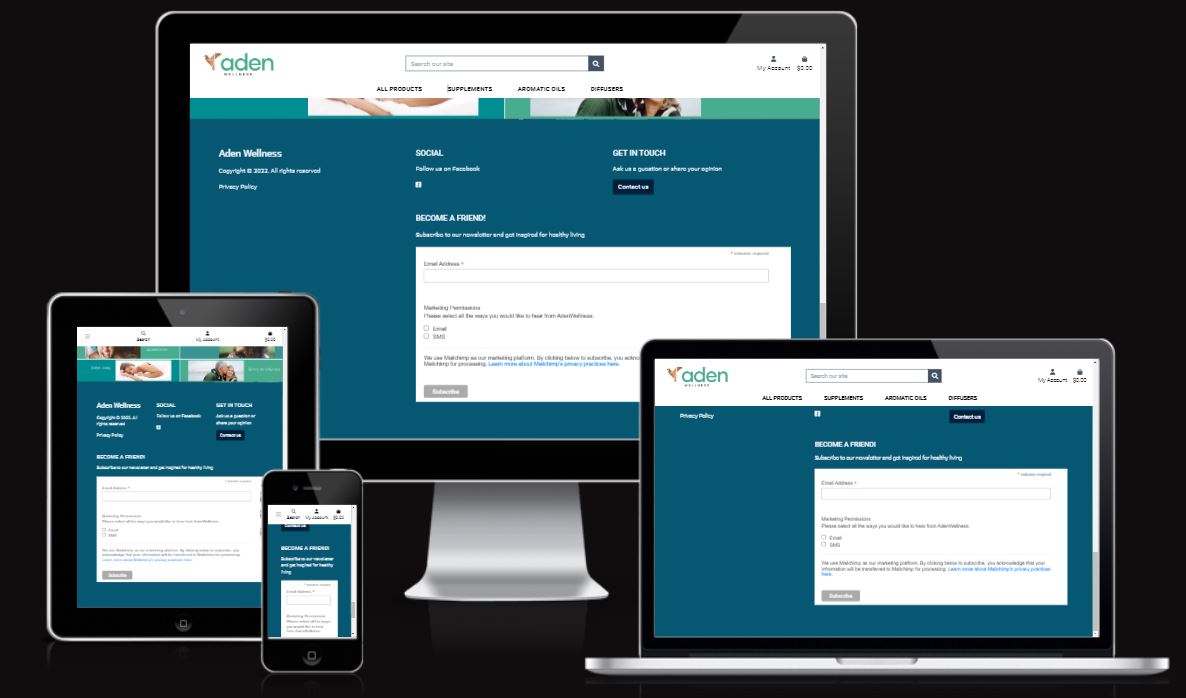 aden
WELLNESS
Search our site
My Account $0.00
ALL PRODUCTS SUPPLEMENTS AROMATIC OILS DIFFUSERS
Aden Wellness
Copyright © 2022. All rights reserved
Privacy Policy
SOCIAL
Follow us on Facebook
GET IN TOUCH
Ask us a question or share your opinion
Contact us
BECOME A FRIEND!
Subscribe to our newsletter and get inspired for healthy living
* indicates required
Email Address *
Marketing Permissions
Please select all the ways you would like to hear from AdenWellness:
Email
SMS
We use Mailchimp as our marketing platform. By clicking below to subscribe, you
Mailchimp for processing. Learn more about Mailchimp's privacy practices here.
Subscribe
Search
My Account
$0.00
Aden Wellness
Copyright © 2022. All
rights reserved
Privacy Policy
SOCIAL
Follow us on Facebook
GET IN TOUCH
Ask us a question or
share your opinion
Contact us
BECOME A FRIEND!
Subscribe to our newsletter and get inspired for healthy living
* indicates required
Email Address *
Marketing Permissions
Please select all the ways you would like to hear from AdenWellness:
Email
SMS
We use Mailchimp as our marketing platform. By clicking below to subscribe, you
acknowledge that your information will be transferred to Mailchimp for processing.
Learn more about Mailchimp's privacy practices here.
Subscribe
Search My Account $0.00
Contact us
BECOME A FRIEND!
Subscribe to our newsletter
and get inspired for healthy
living
* indicates required
Email Address *
Marketing Permissions
Please select all the ways
you would like to hear
from AdenWellness:
aden
WELLNESS
Search our site
My Account $0.00
ALL PRODUCTS SUPPLEMENTS AROMATIC OILS DIFFUSERS
Privacy Policy
Contact us
BECOME A FRIEND!
Subscribe to our newsletter and get inspired for healthy living
* indicates required
Email Address *
Marketing Permissions
Please select all the ways you would like to hear from AdenWellness:
Email
SMS
We use Mailchimp as our marketing platform. By clicking below to subscribe, you acknowledge that your
information will be transferred to Mailchimp for processing. Learn more about Mailchimp's privacy practices
here.
Subscribe